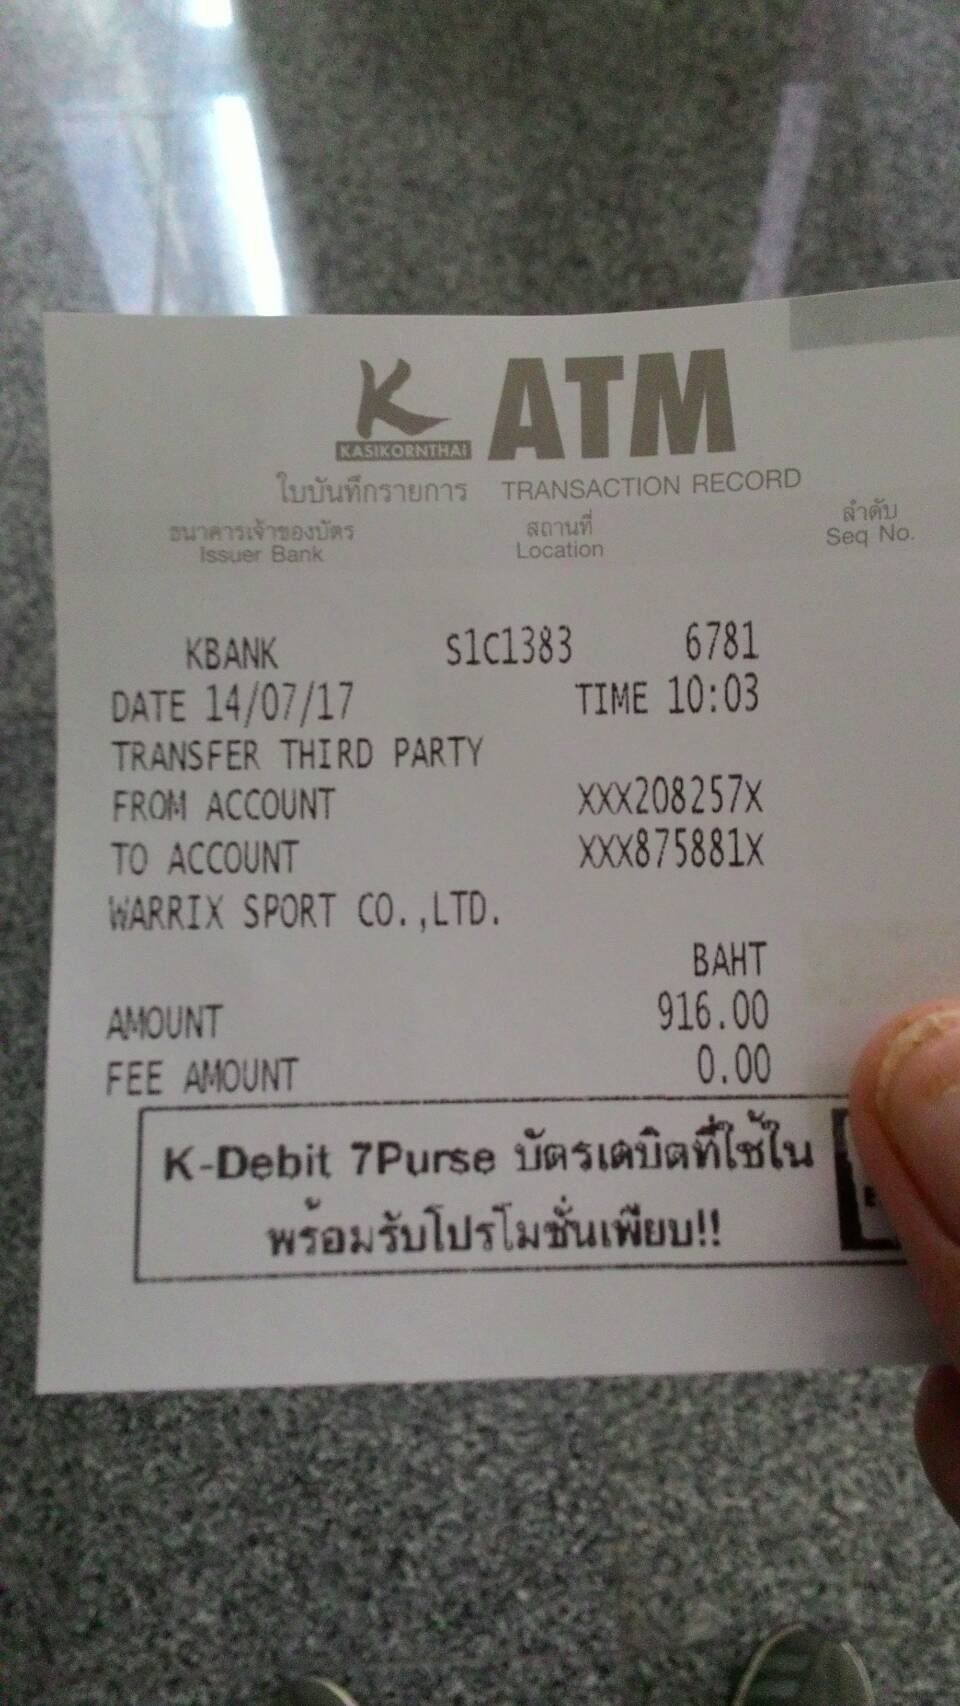 K ATM
KASIKORNTHAI
ใบบันทึกรายการ TRANSACTION RECORD
ธนาคารเจ้าของบัตร สถานที่ ลำดับ
Issuer Bank Location Seq No.
KBANK S1C1383 6781
DATE 14/07/17 TIME 10:03
TRANSFER THIRD PARTY
FROM ACCOUNT XXX208257X
TO ACCOUNT XXX875881X
WARRIX SPORT CO.,LTD.
BAHT
AMOUNT 916.00
FEE AMOUNT 0.00
K-Debit 7Purse บัตรเดบิตที่ใช้ใน
พร้อมรับโปรโมชั่นเพียบ!!